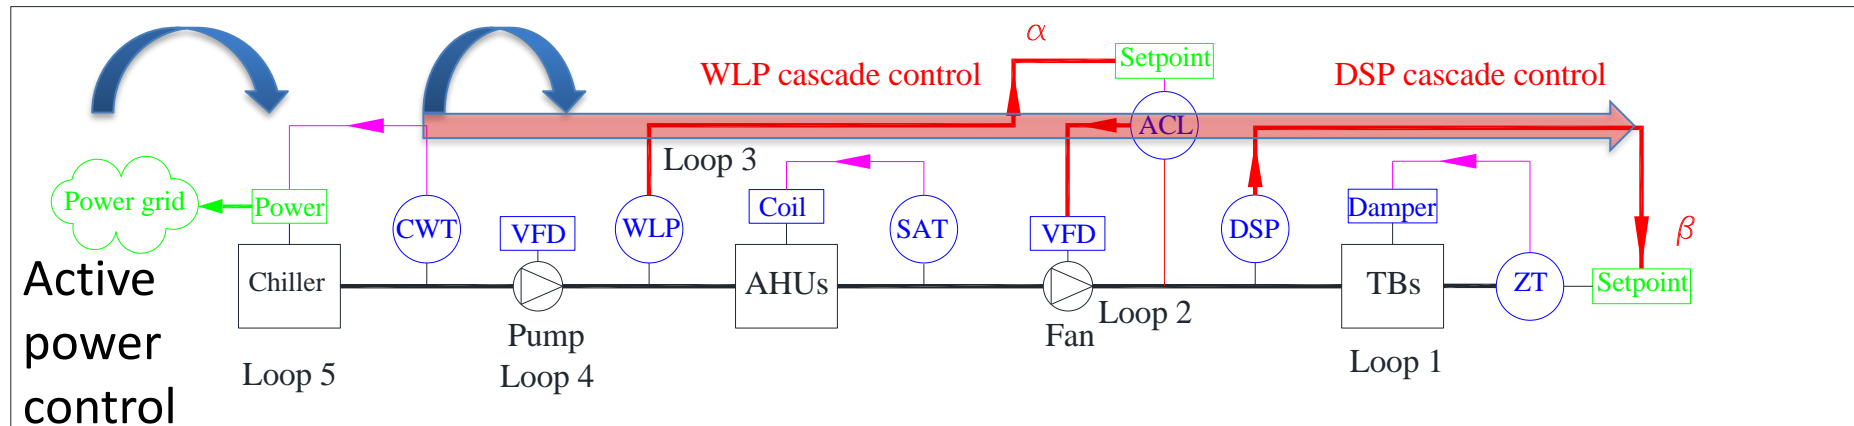 α
Setpoint
WLP cascade control
DSP cascade control
ACL
Loop 3
Power grid
Power
Coil
Damper
CWT
VFD
WLP
SAT
VFD
DSP
β
Active
power
control
Chiller
AHUs
TBs
ZT
Setpoint
Pump
Fan
Loop 2
Loop 5
Loop 4
Loop 1